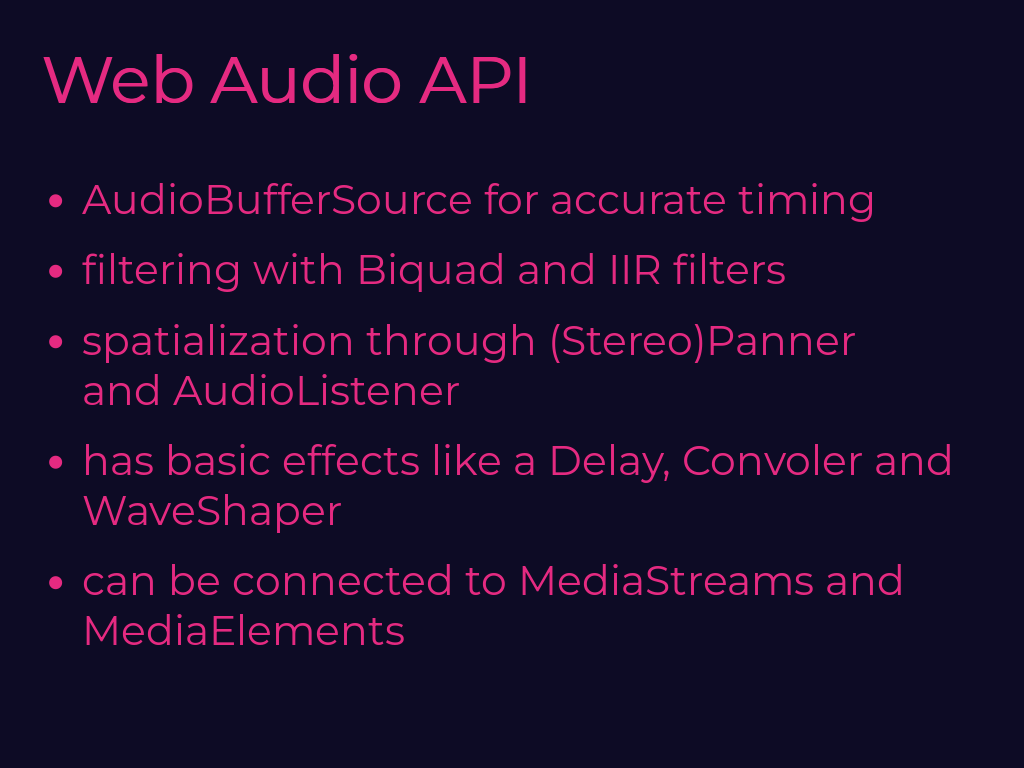 Web Audio API
• AudioBufferSource for accurate timing
• filtering with Biquad and IIR filters
• spatialization through (Stereo)Panner
and AudioListener
• has basic effects like a Delay, Convoler and
WaveShaper
• can be connected to MediaStreams and
MediaElements